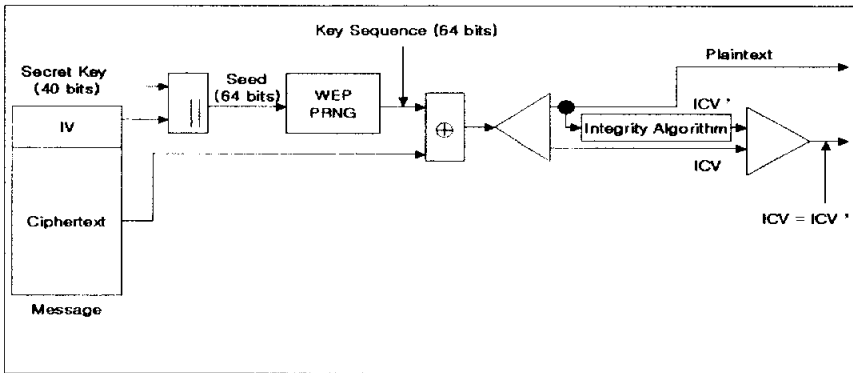 Key Sequence (64 bits)
Secret Key
(40 bits)
Seed
(64 bits)
WEP
PRNG
Plaintext
IV
||
⊕
ICV '
Integrity Algorithm
ICV
Ciphertext
ICV = ICV '
Message